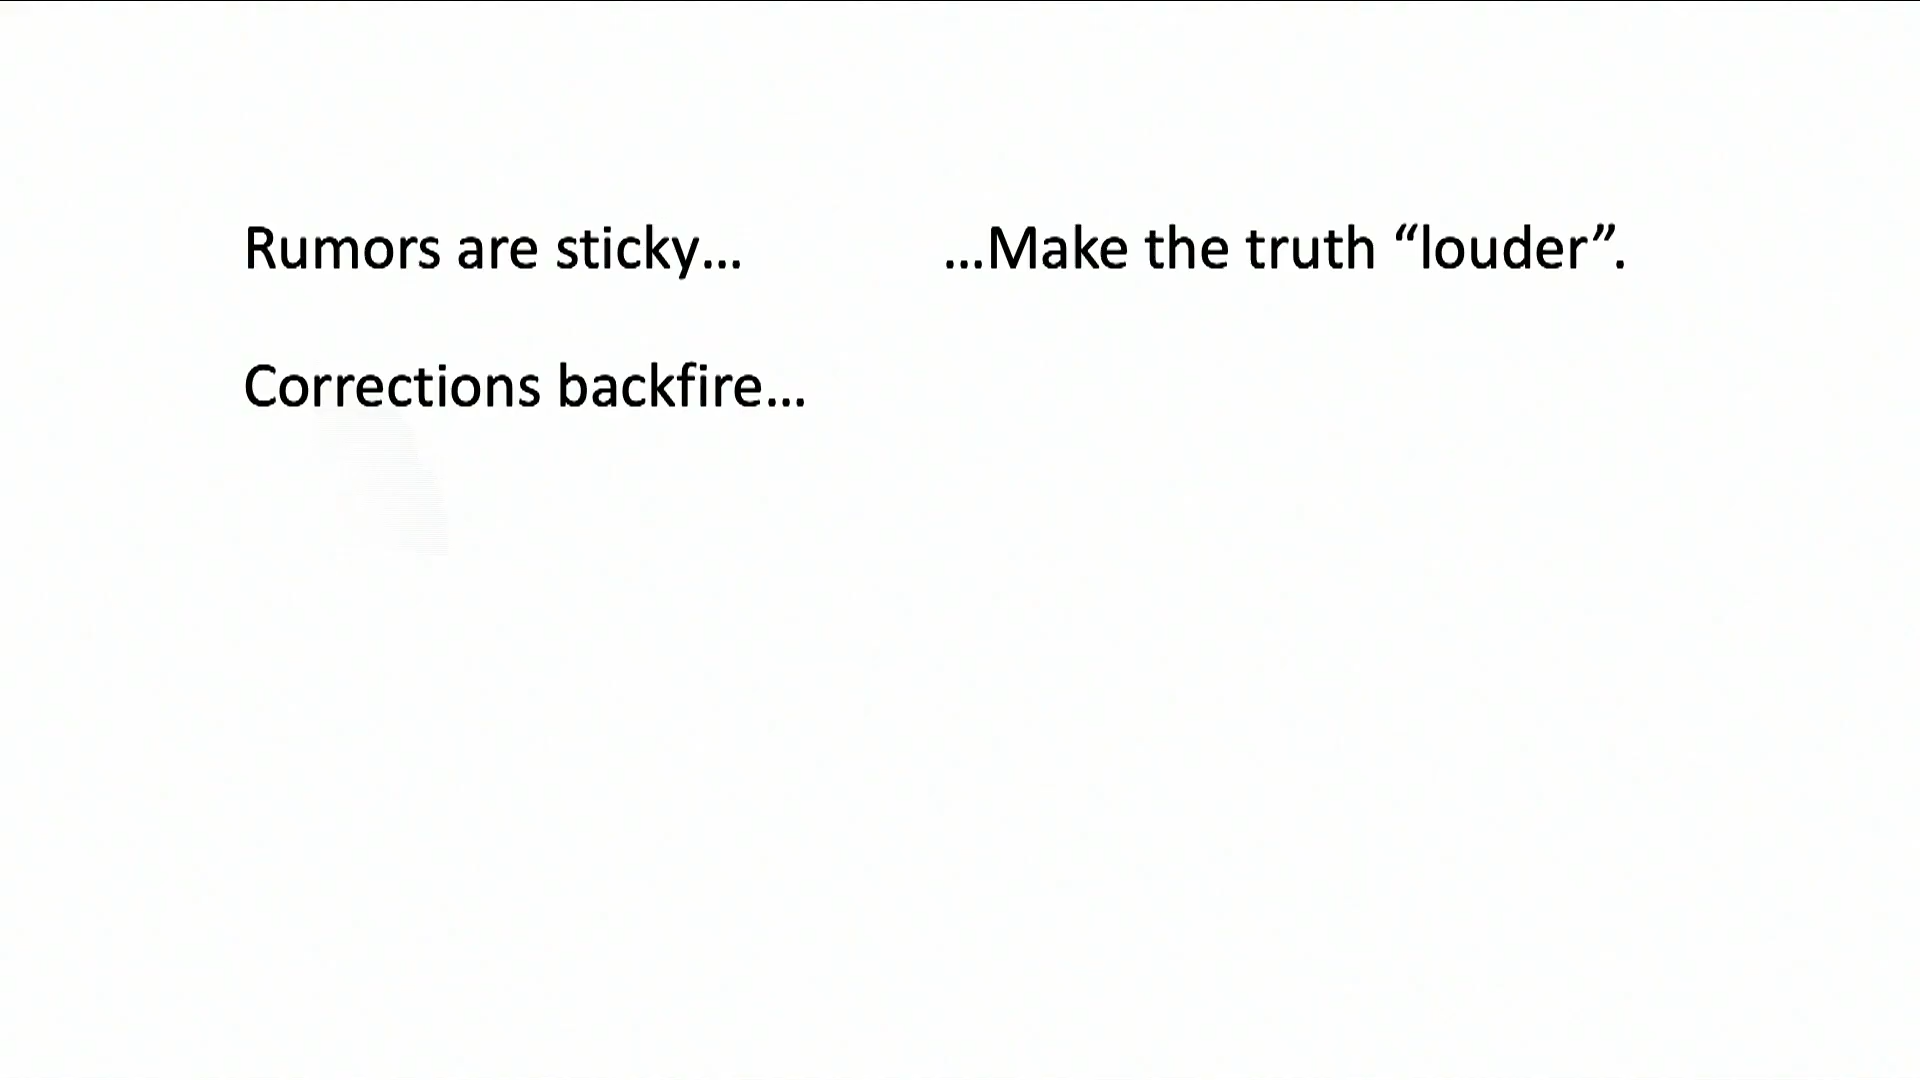 Rumors are sticky… …Make the truth “louder”.
Corrections backfire…